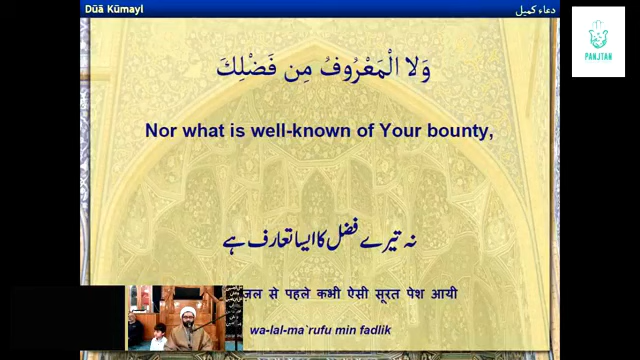 Dūā Kūmayl
دعاء كميل
PANJTAN
وَلا الْمَعْرُوفُ مِن فَضْلِكَ
Nor what is well-known of Your bounty,
نہ تیرے فضل کا ایسا تعارف ہے
से पहले कभी ऐसी सूरत पेश आयी
wa-lal-ma`rufu min fadlik